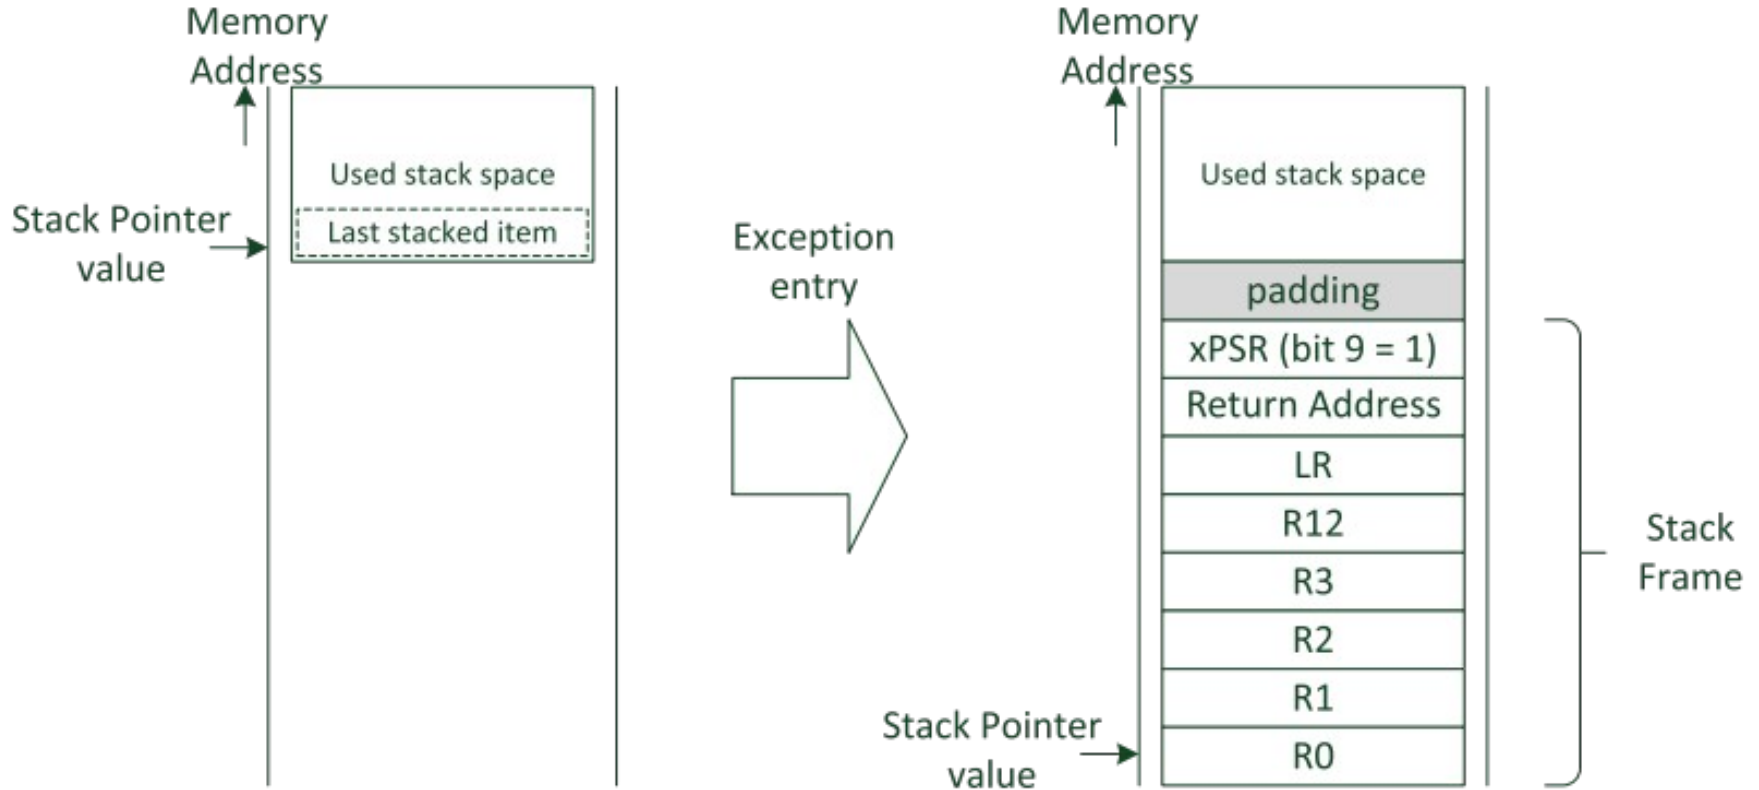 Memory
Address
Used stack space
Last stacked item
Stack Pointer
value
Exception
entry
Memory
Address
Used stack space
padding
xPSR (bit 9 = 1)
Return Address
LR
R12
R3
R2
R1
R0
Stack Pointer
value
Stack
Frame